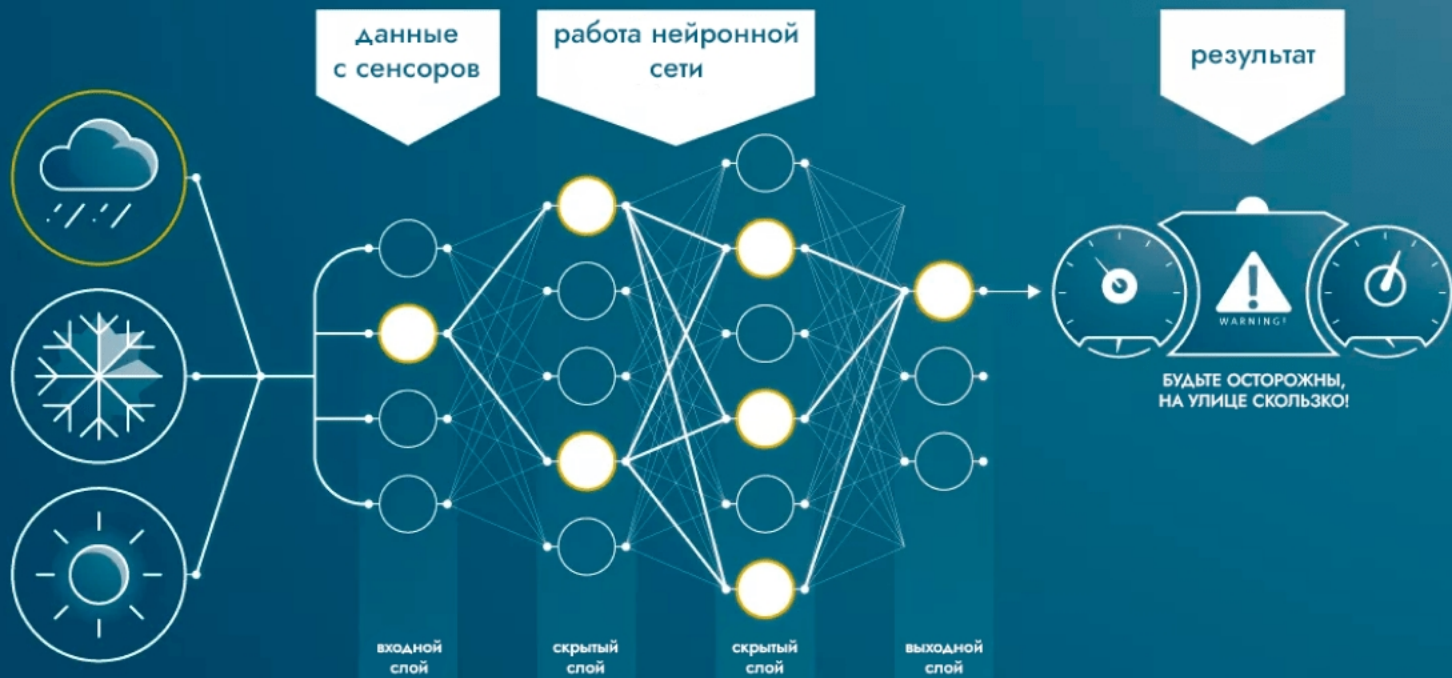 данные
с сенсоров
работа нейронной
сети
результат
WARNING!
БУДЬТЕ ОСТОРОЖНЫ,
НА УЛИЦЕ СКОЛЬЗКО!
входной
слой
скрытый
слой
скрытый
слой
выходной
слой